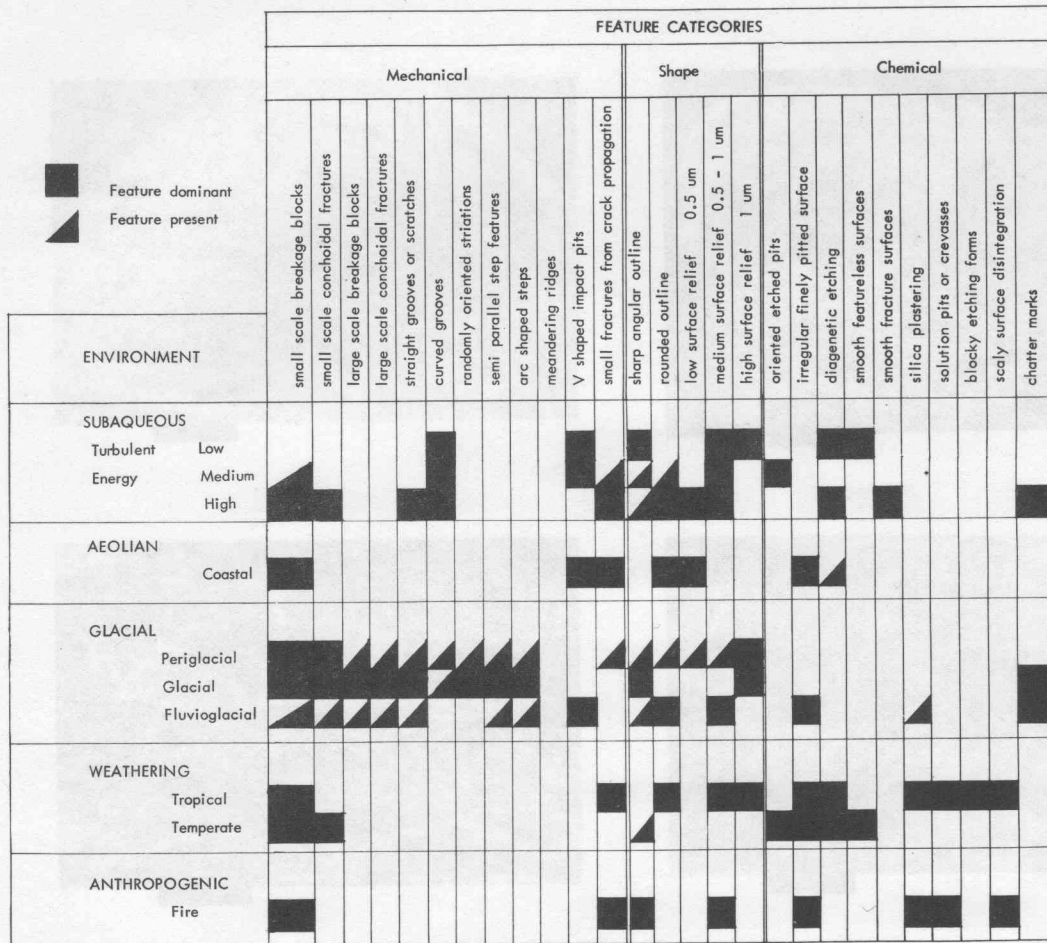 FEATURE CATEGORIES
Mechanical
Shape
Chemical
Feature dominant
Feature present
small scale breakage blocks
small scale conchoidal fractures
large scale breakage blocks
large scale conchoidal fractures
straight grooves or scratches
curved grooves
randomly oriented striations
semi parallel step features
arc shaped steps
meandering ridges
V shaped impact pits
small fractures from crack propagation
sharp angular outline
rounded outline
low surface relief 0.5 um
medium surface relief 0.5 - 1 um
high surface relief 1 um
oriented etched pits
irregular finely pitted surface
diagenetic etching
smooth featureless surfaces
smooth fracture surfaces
silica plastering
solution pits or crevasses
blocky etching forms
scaly surface disintegration
chatter marks
ENVIRONMENT
SUBAQUEOUS
Turbulent Low
Energy Medium
High
AEOLIAN
Coastal
GLACIAL
Periglacial
Glacial
Fluvioglacial
WEATHERING
Tropical
Temperate
ANTHROPOGENIC
Fire